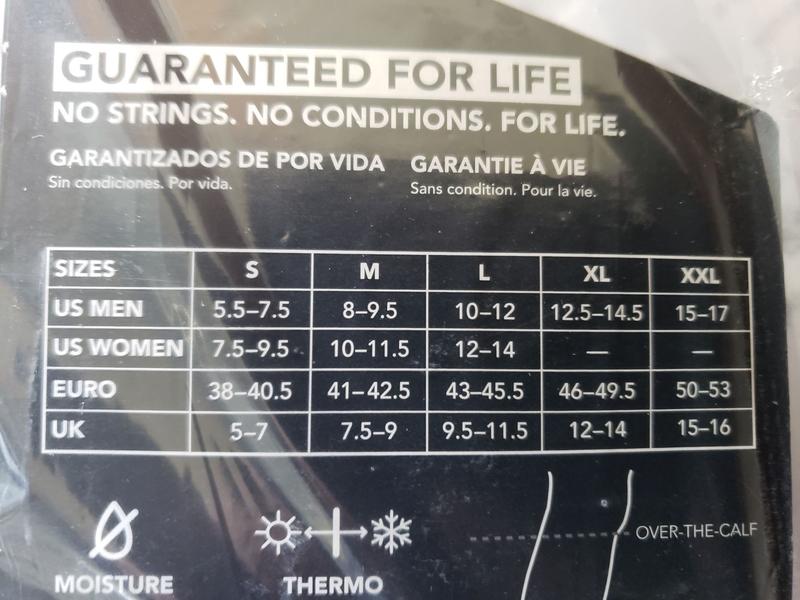 GUARANTEED FOR LIFE
NO STRINGS. NO CONDITIONS. FOR LIFE.
GARANTIZADOS DE POR VIDA GARANTIE À VIE
Sin condiciones. Por vida. Sans condition. Pour la vie.
SIZES S M L XL XXL
US MEN 5.5–7.5 8–9.5 10–12 12.5–14.5 15–17
US WOMEN 7.5–9.5 10–11.5 12–14 — —
EURO 38–40.5 41–42.5 43–45.5 46–49.5 50–53
UK 5–7 7.5–9 9.5–11.5 12–14 15–16
OVER-THE-CALF
MOISTURE THERMO